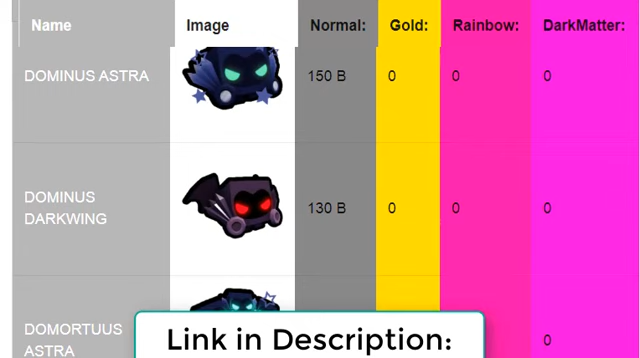 Name Image Normal: Gold: Rainbow: DarkMatter:
DOMINUS ASTRA 150 B 0 0 0
DOMINUS
DARKWING 130 B 0 0 0
DOMORTUUS
ASTRA 0
Link in Description: